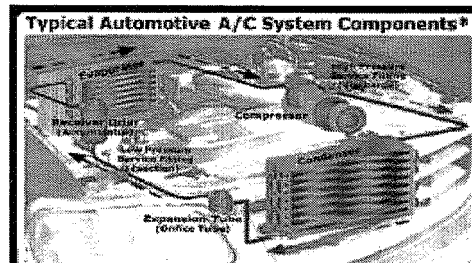 Typical Automotive A/C System Components*
Evaporator
High Pressure
Service Fitting
Compressor
Receiver Drier
(Accumulator)
Low Pressure
Service Fitting
(Suction)
Condenser
Expansion Tube
(Orifice Tube)